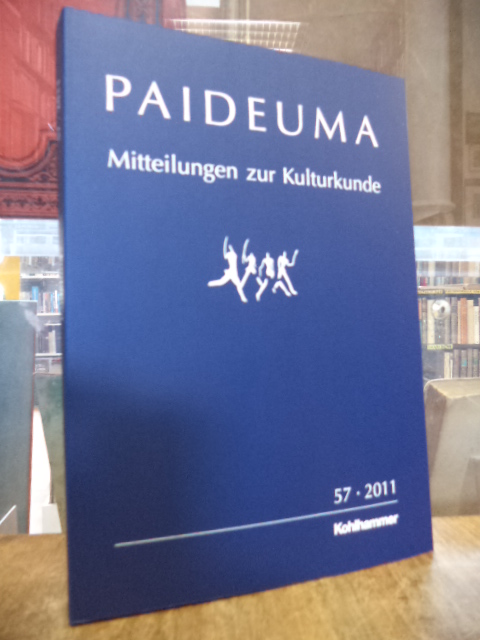 PAIDEUMA
Mitteilungen zur Kulturkunde
57 · 2011
Kohlhammer